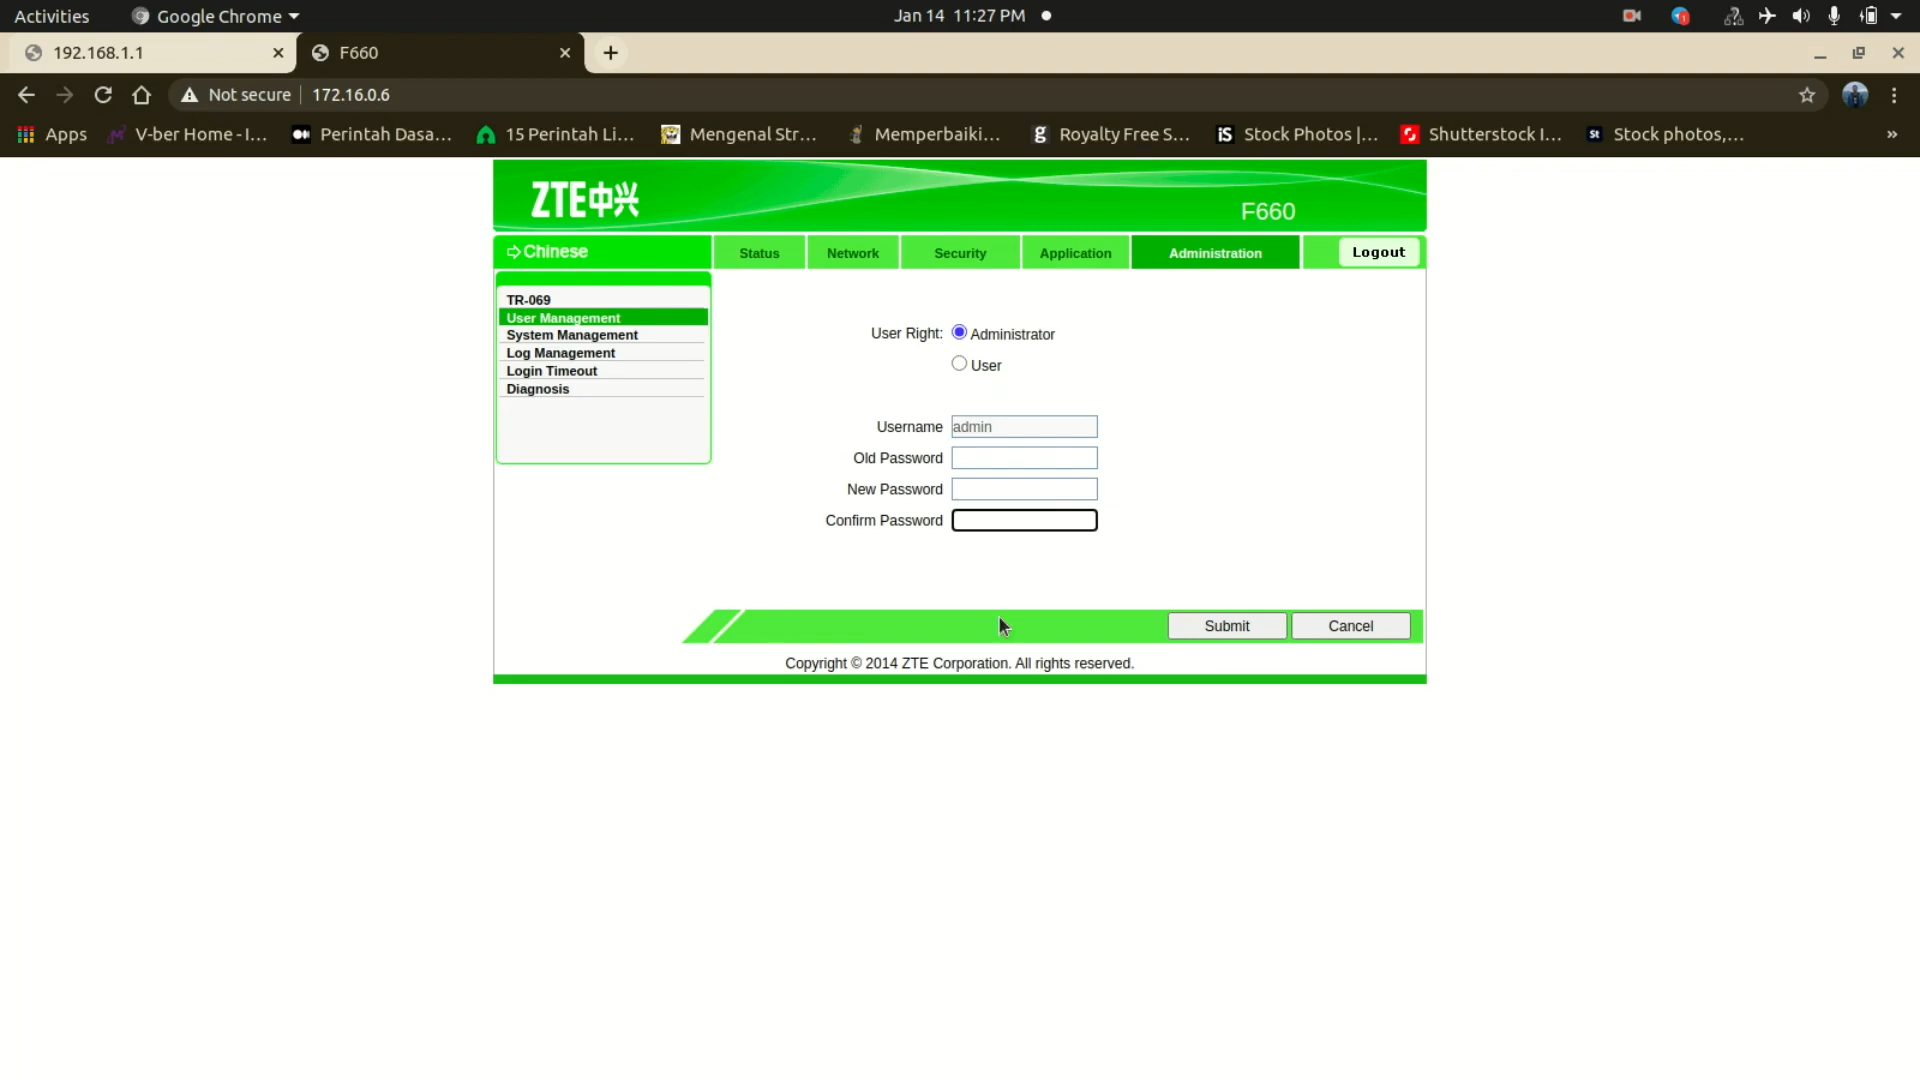 Activities
Google Chrome
Jan 14 11:27 PM
192.168.1.1
F660
Not secure
172.16.0.6
Apps
V-ber Home - I...
Perintah Dasa...
15 Perintah Li...
Mengenal Str...
Memperbaiki...
g
Royalty Free S...
iS
Stock Photos |...
Shutterstock I...
St
Stock photos,...
»
ZTE中兴
F660
⇨Chinese
Status
Network
Security
Application
Administration
Logout
TR-069
User Management
System Management
Log Management
Login Timeout
Diagnosis
User Right:
Administrator
User
Username
admin
Old Password
New Password
Confirm Password
Submit
Cancel
Copyright © 2014 ZTE Corporation. All rights reserved.